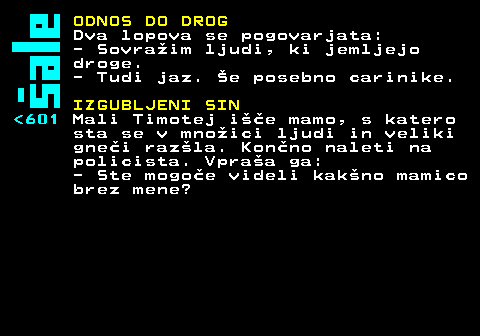 Šale
ODNOS DO DROG
Dva lopova se pogovarjata:
- Sovražim ljudi, ki jemljejo
droge.
- Tudi jaz. Še posebno carinike.
IZGUBLJENI SIN
<601 Mali Timotej išče mamo, s katero
sta se v množici ljudi in veliki
gneči razšla. Končno naleti na
policista. Vpraša ga:
- Ste mogoče videli kakšno mamico
brez mene?